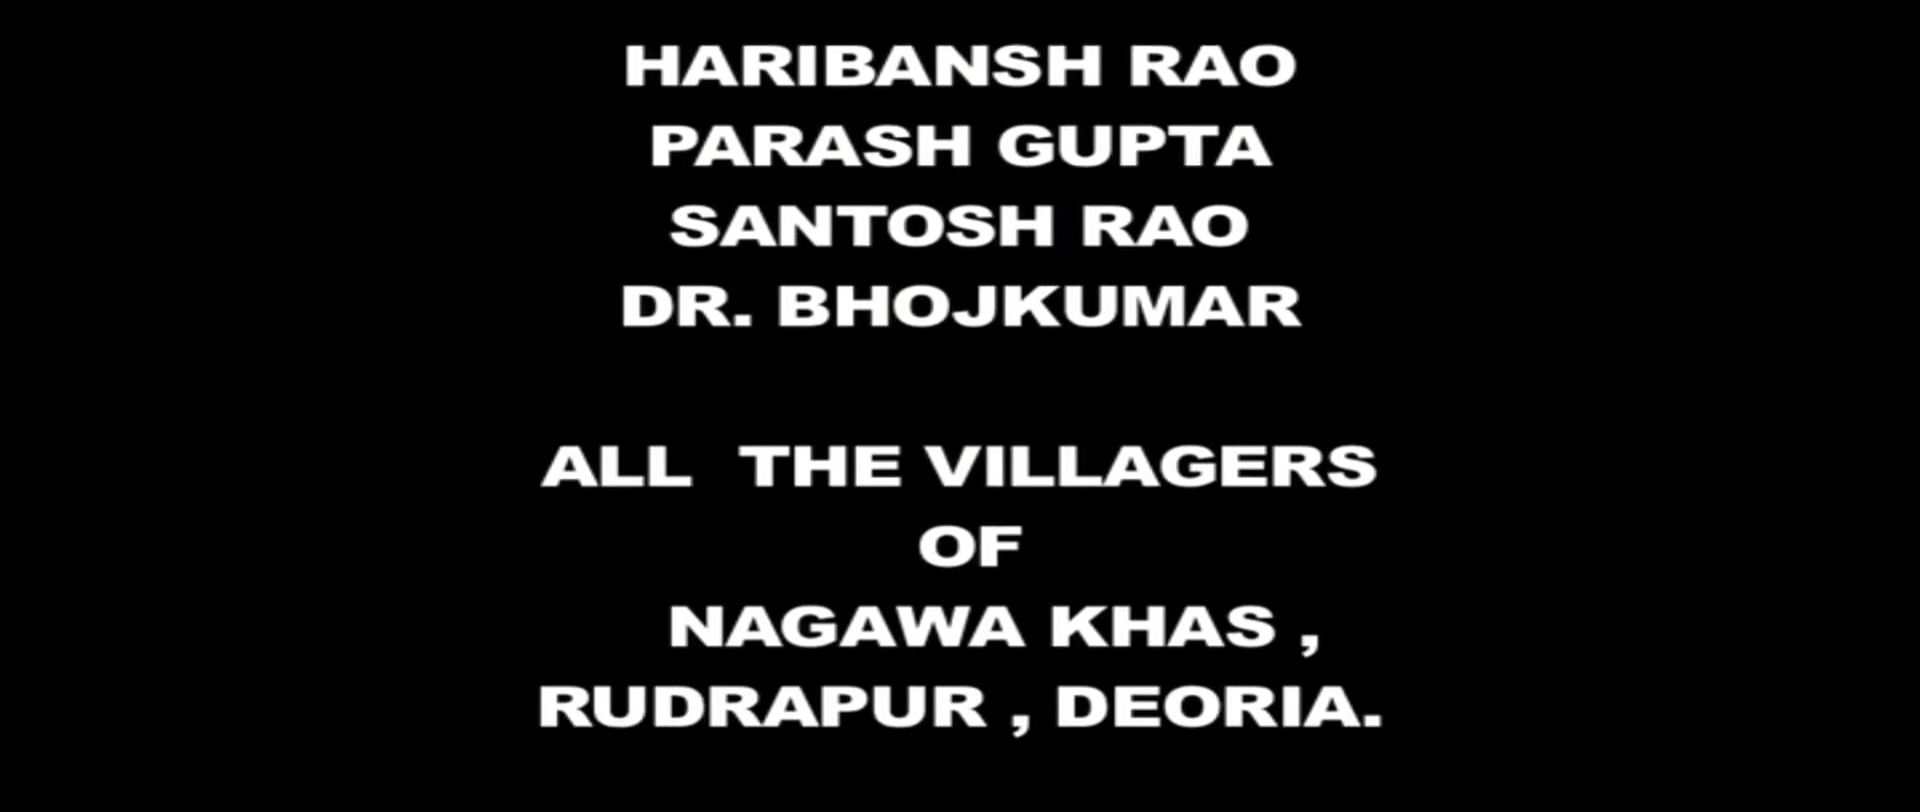 HARIBANSH RAO
PARASH GUPTA
SANTOSH RAO
DR. BHOJKUMAR
ALL THE VILLAGERS
OF
NAGAWA KHAS ,
RUDRAPUR , DEORIA.